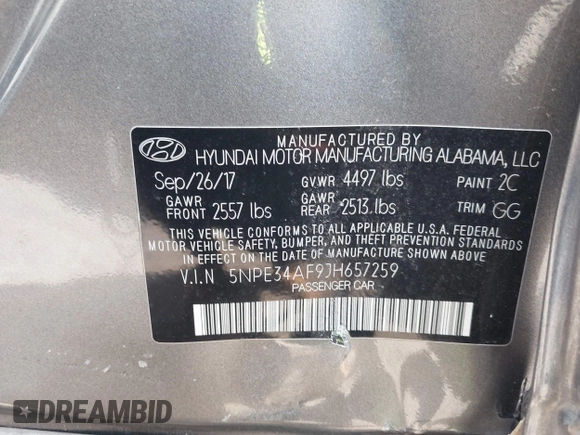 MANUFACTURED BY
HYUNDAI MOTOR MANUFACTURING ALABAMA, LLC
Sep/26/17 GVWR 4497 lbs PAINT 2C
GAWR FRONT 2557 lbs GAWR REAR 2513 lbs TRIM GG
THIS VEHICLE CONFORMS TO ALL APPLICABLE U.S.A. FEDERAL
MOTOR VEHICLE SAFETY, BUMPER, AND THEFT PREVENTION STANDARDS
IN EFFECT ON THE DATE OF MANUFACTURE SHOWN ABOVE.
V.I.N 5NPE34AF9JH657259
PASSENGER CAR
DREAMBID